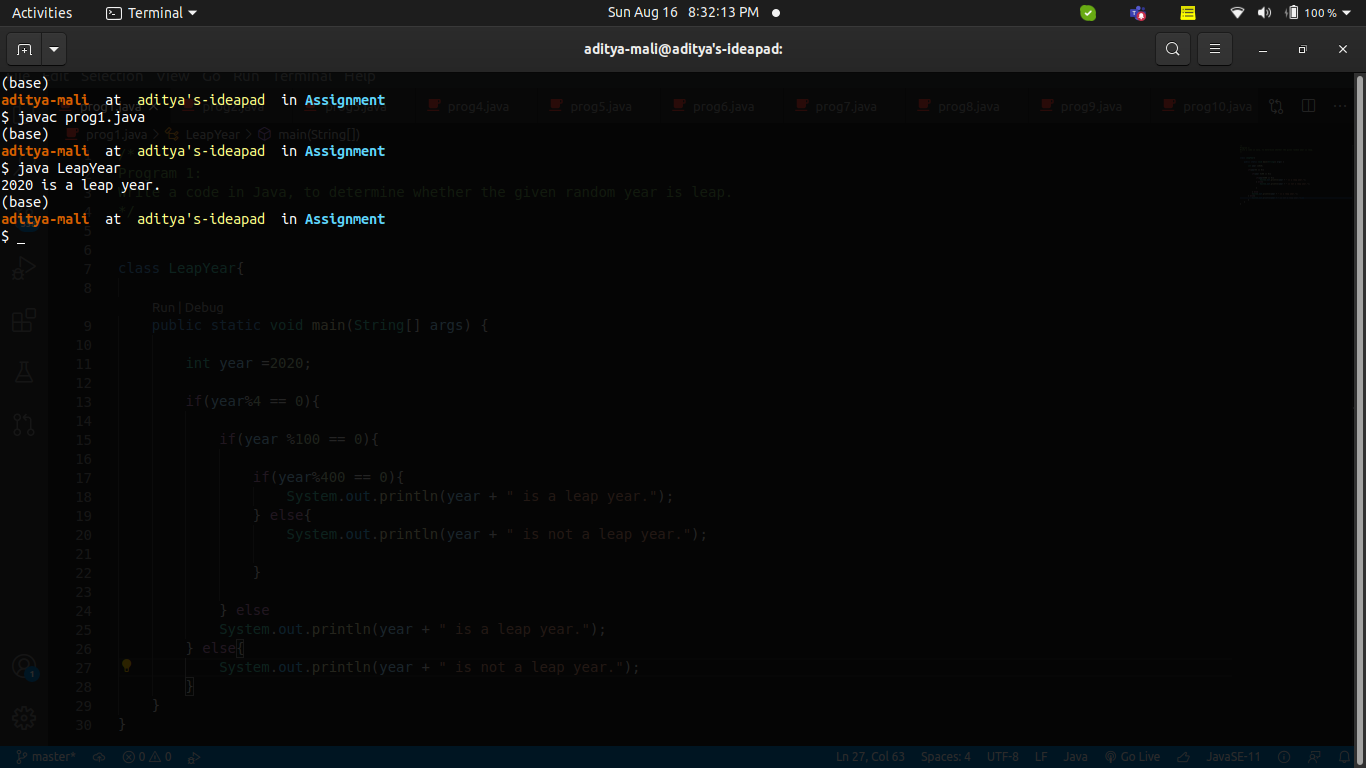 Activities Terminal Sun Aug 16 8:32:13 PM 100 %
aditya-mali@aditya's-ideapad:
Edit Selection View Go Run Terminal Help
(base)
aditya-mali at aditya's-ideapad in Assignment
prog1.java prog4.java prog5.java prog6.java prog7.java prog8.java prog9.java prog10.java
$ javac prog1.java
(base)
prog1.java > LeapYear > main(String[])
aditya-mali at aditya's-ideapad in Assignment
$ java LeapYear
Program 1:
2020 is a leap year.
a code in Java, to determine whether the given random year is leap.
(base)
aditya-mali at aditya's-ideapad in Assignment
$ _
5
6
7 class LeapYear{
8
Run | Debug
9 public static void main(String[] args) {
10
11 int year =2020;
12
13 if(year%4 == 0){
14
15 if(year %100 == 0){
16
17 if(year%400 == 0){
18 System.out.println(year + " is a leap year.");
19 } else{
20 System.out.println(year + " is not a leap year.");
21
22 }
23
24 } else
25 System.out.println(year + " is a leap year.");
26 } else{
27 System.out.println(year + " is not a leap year.");
28 }
29 }
30 }
1
master* 0 0 Ln 27, Col 63 Spaces: 4 UTF-8 LF Java Go Live JavaSE-11